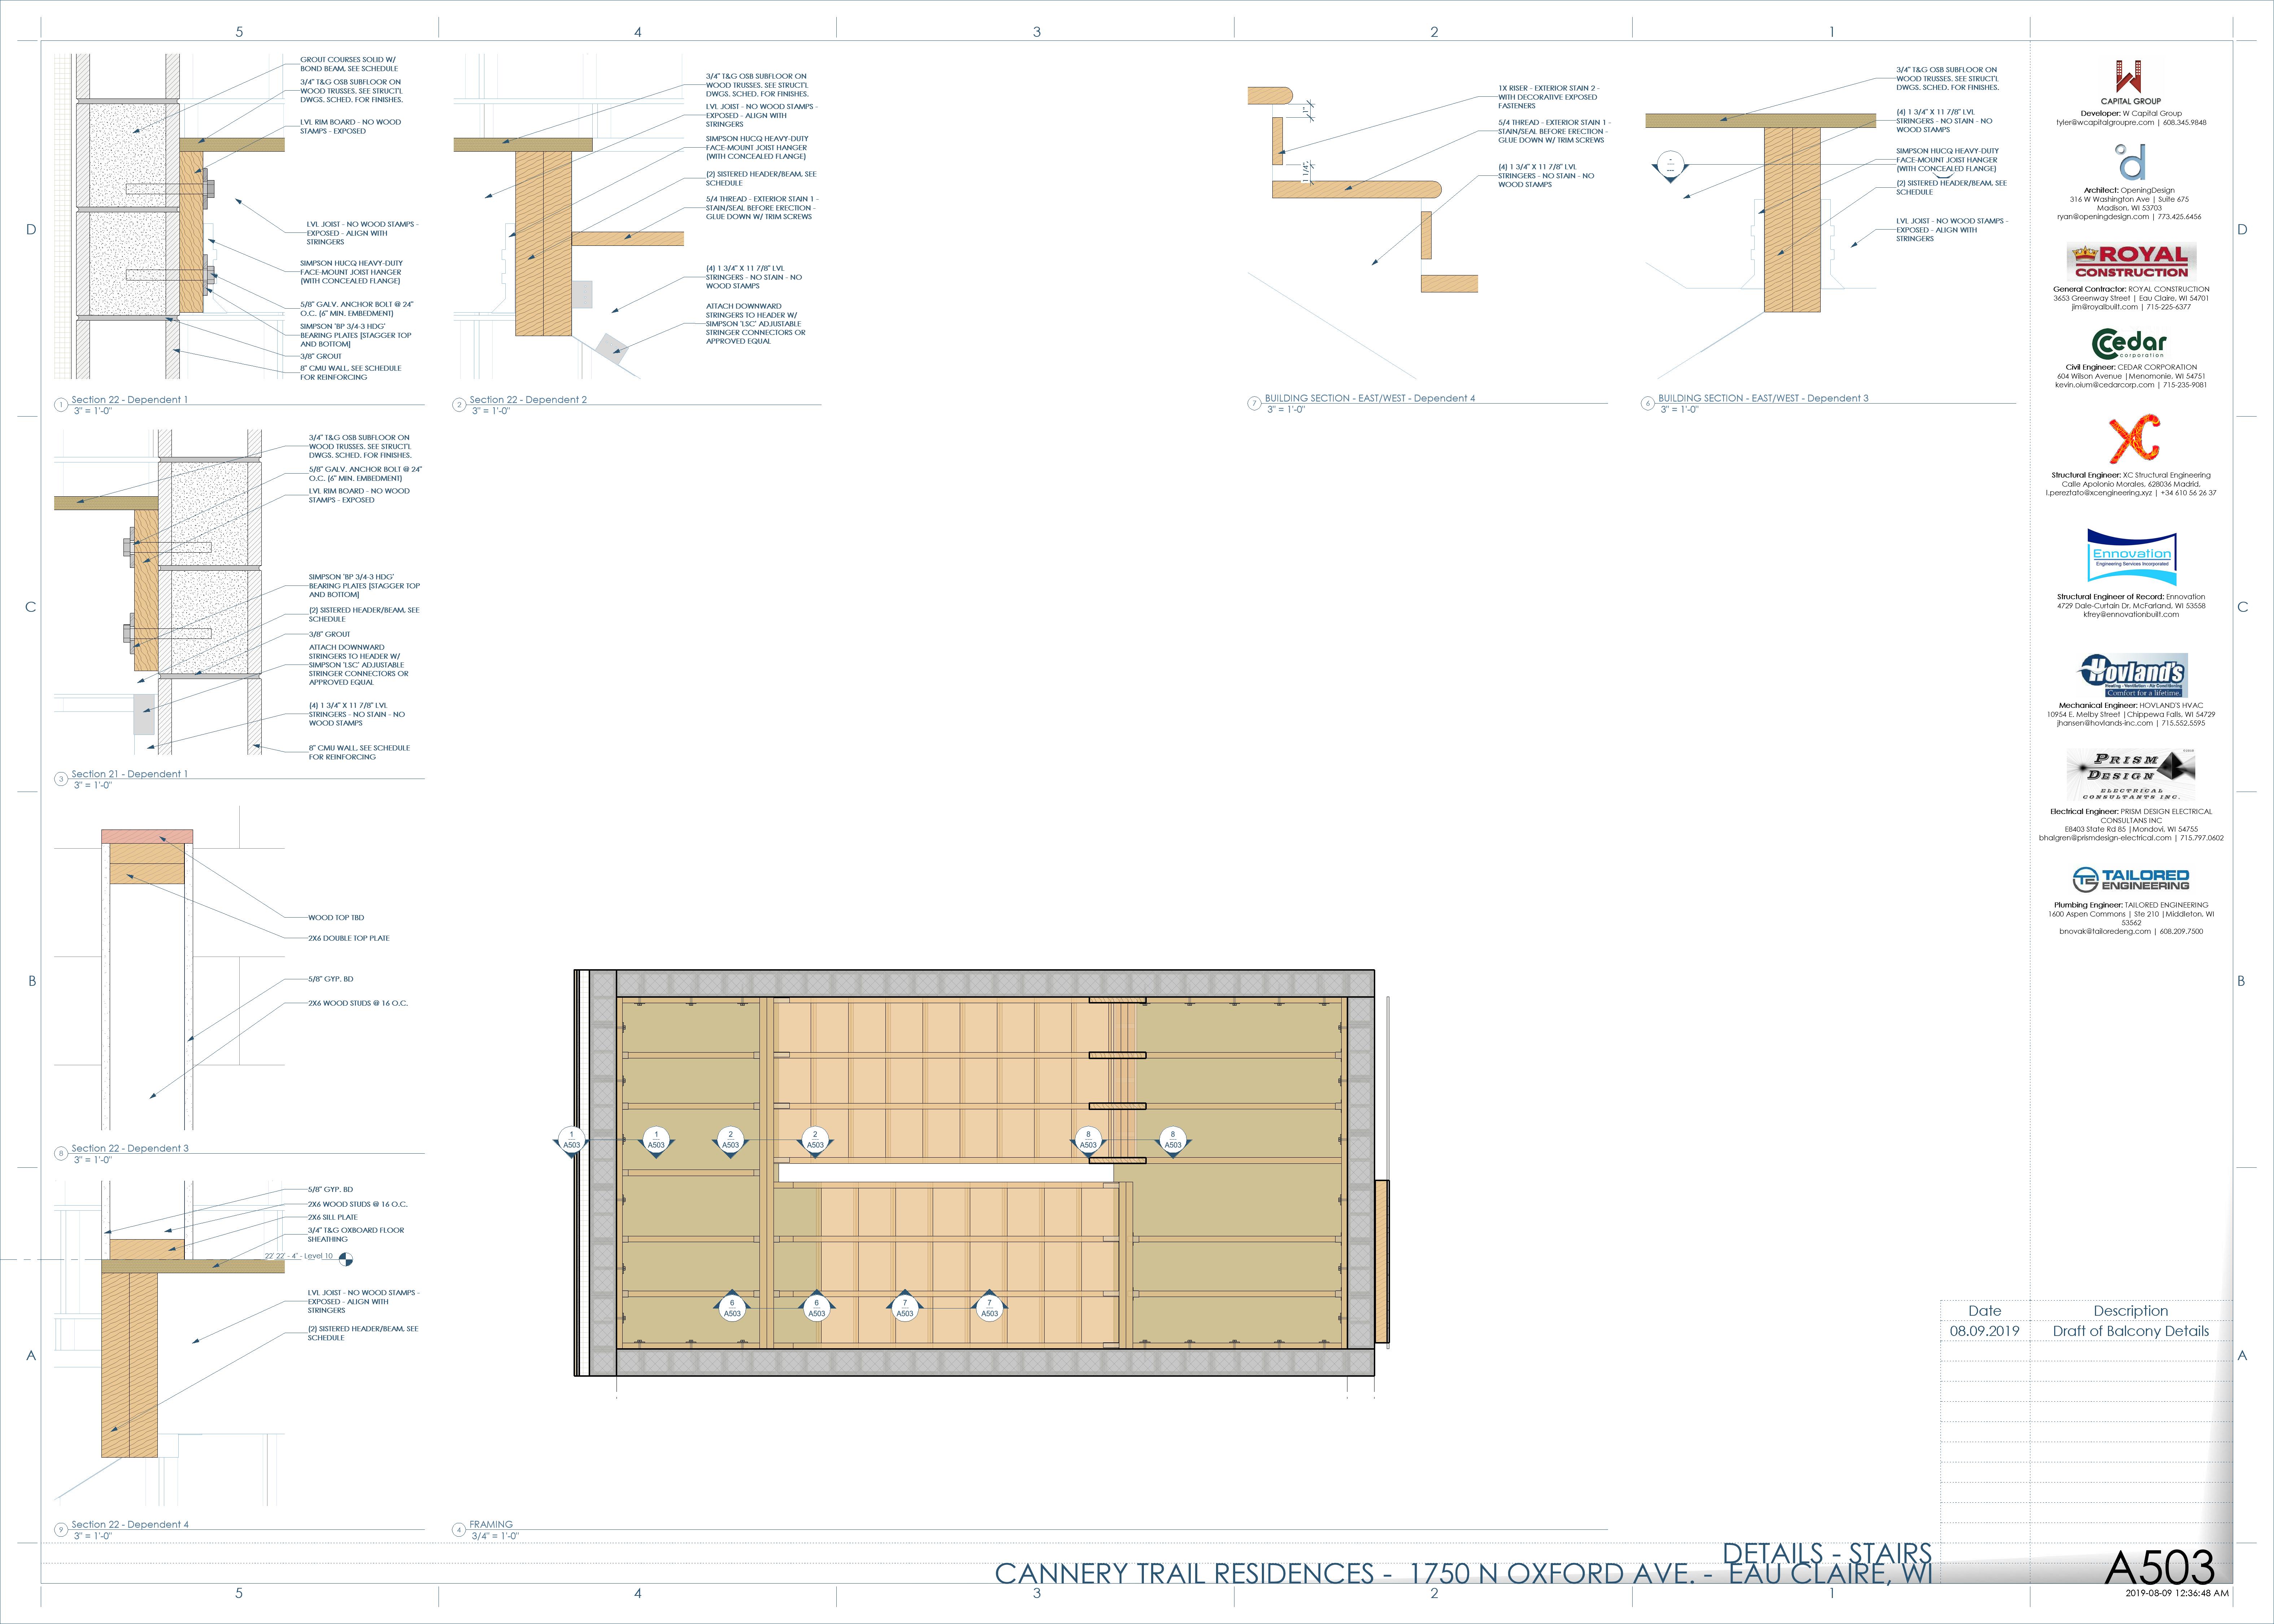 5
4
3
2
1
D
C
B
A
GROUT COURSES SOLID W/
BOND BEAM, SEE SCHEDULE
3/4" T&G OSB SUBFLOOR ON
WOOD TRUSSES. SEE STRUCT'L
DWGS. SCHED. FOR FINISHES.
LVL RIM BOARD - NO WOOD
STAMPS - EXPOSED
LVL JOIST - NO WOOD STAMPS -
EXPOSED - ALIGN WITH
STRINGERS
SIMPSON HUCQ HEAVY-DUTY
FACE-MOUNT JOIST HANGER
(WITH CONCEALED FLANGE)
5/8" GALV. ANCHOR BOLT @ 24"
O.C. (6" MIN. EMBEDMENT)
SIMPSON 'BP 3/4-3 HDG'
BEARING PLATES [STAGGER TOP
AND BOTTOM]
3/8" GROUT
8" CMU WALL, SEE SCHEDULE
FOR REINFORCING
1
Section 22 - Dependent 1
3" = 1'-0"
3/4" T&G OSB SUBFLOOR ON
WOOD TRUSSES. SEE STRUCT'L
DWGS. SCHED. FOR FINISHES.
LVL JOIST - NO WOOD STAMPS -
EXPOSED - ALIGN WITH
STRINGERS
SIMPSON HUCQ HEAVY-DUTY
FACE-MOUNT JOIST HANGER
(WITH CONCEALED FLANGE)
(2) SISTERED HEADER/BEAM, SEE
SCHEDULE
5/4 THREAD - EXTERIOR STAIN 1 -
STAIN/SEAL BEFORE ERECTION -
GLUE DOWN W/ TRIM SCREWS
(4) 1 3/4" X 11 7/8" LVL
STRINGERS - NO STAIN - NO
WOOD STAMPS
ATTACH DOWNWARD
STRINGERS TO HEADER W/
SIMPSON 'LSC' ADJUSTABLE
STRINGER CONNECTORS OR
APPROVED EQUAL
2
Section 22 - Dependent 2
3" = 1'-0"
1"
1 1/4"
1X RISER - EXTERIOR STAIN 2 -
WITH DECORATIVE EXPOSED
FASTENERS
5/4 THREAD - EXTERIOR STAIN 1 -
STAIN/SEAL BEFORE ERECTION -
GLUE DOWN W/ TRIM SCREWS
(4) 1 3/4" X 11 7/8" LVL
STRINGERS - NO STAIN - NO
WOOD STAMPS
7
BUILDING SECTION - EAST/WEST - Dependent 4
3" = 1'-0"
3/4" T&G OSB SUBFLOOR ON
WOOD TRUSSES. SEE STRUCT'L
DWGS. SCHED. FOR FINISHES.
(4) 1 3/4" X 11 7/8" LVL
STRINGERS - NO STAIN - NO
WOOD STAMPS
SIMPSON HUCQ HEAVY-DUTY
FACE-MOUNT JOIST HANGER
(WITH CONCEALED FLANGE)
(2) SISTERED HEADER/BEAM, SEE
SCHEDULE
LVL JOIST - NO WOOD STAMPS -
EXPOSED - ALIGN WITH
STRINGERS
-
---
6
BUILDING SECTION - EAST/WEST - Dependent 3
3" = 1'-0"
3/4" T&G OSB SUBFLOOR ON
WOOD TRUSSES. SEE STRUCT'L
DWGS. SCHED. FOR FINISHES.
5/8" GALV. ANCHOR BOLT @ 24"
O.C. (6" MIN. EMBEDMENT)
LVL RIM BOARD - NO WOOD
STAMPS - EXPOSED
SIMPSON 'BP 3/4-3 HDG'
BEARING PLATES [STAGGER TOP
AND BOTTOM]
(2) SISTERED HEADER/BEAM, SEE
SCHEDULE
3/8" GROUT
ATTACH DOWNWARD
STRINGERS TO HEADER W/
SIMPSON 'LSC' ADJUSTABLE
STRINGER CONNECTORS OR
APPROVED EQUAL
(4) 1 3/4" X 11 7/8" LVL
STRINGERS - NO STAIN - NO
WOOD STAMPS
8" CMU WALL, SEE SCHEDULE
FOR REINFORCING
3
Section 21 - Dependent 1
3" = 1'-0"
WOOD TOP TBD
2X6 DOUBLE TOP PLATE
5/8" GYP. BD
2X6 WOOD STUDS @ 16 O.C.
8
Section 22 - Dependent 3
3" = 1'-0"
5/8" GYP. BD
2X6 WOOD STUDS @ 16 O.C.
2X6 SILL PLATE
3/4" T&G OXBOARD FLOOR
SHEATHING
22' 22' - 4" - Level 10
LVL JOIST - NO WOOD STAMPS -
EXPOSED - ALIGN WITH
STRINGERS
(2) SISTERED HEADER/BEAM, SEE
SCHEDULE
9
Section 22 - Dependent 4
3" = 1'-0"
1
A503
1
A503
2
A503
2
A503
8
A503
8
A503
6
A503
6
A503
7
A503
7
A503
4
FRAMING
3/4" = 1'-0"
W
CAPITAL GROUP
Developer: W Capital Group
tyler@wcapitalgroupre.com | 608.345.9848
Architect: OpeningDesign
316 W Washington Ave | Suite 675
Madison, WI 53703
ryan@openingdesign.com | 773.425.6456
ROYAL
CONSTRUCTION
General Contractor: ROYAL CONSTRUCTION
3653 Greenway Street | Eau Claire, WI 54701
jim@royalbuilt.com | 715-225-6377
Cedar
corporation
Civil Engineer: CEDAR CORPORATION
604 Wilson Avenue |Menomonie, WI 54751
kevin.oium@cedarcorp.com | 715-235-9081
XC
Structural Engineer: XC Structural Engineering
Calle Apolonio Morales, 628036 Madrid,
l.pereztato@xcengineering.xyz | +34 610 56 26 37
Ennovation
Engineering Services Incorporated
Structural Engineer of Record: Ennovation
4729 Dale-Curtain Dr, McFarland, WI 53558
kfrey@ennovationbuilt.com
Hovland's
Heating - Ventilation - Air Conditioning
Comfort for a lifetime.
Mechanical Engineer: HOVLAND'S HVAC
10954 E. Melby Street |Chippewa Falls, WI 54729
jhansen@hovlands-inc.com | 715.552.5595
PRISM
DESIGN
ELECTRICAL
CONSULTANTS INC.
Electrical Engineer: PRISM DESIGN ELECTRICAL
CONSULTANS INC
E8403 State Rd 85 |Mondovi, WI 54755
bhalgren@prismdesign-electrical.com | 715.797.0602
TE TAILORED
ENGINEERING
Plumbing Engineer: TAILORED ENGINEERING
1600 Aspen Commons | Ste 210 |Middleton, WI
53562
bnovak@tailoredeng.com | 608.209.7500
D
C
B
A
Date Description
08.09.2019 Draft of Balcony Details
DETAILS - STAIRS
CANNERY TRAIL RESIDENCES - 1750 N OXFORD AVE. - EAU CLAIRE, WI
A503
2019-08-09 12:36:48 AM
5
4
3
2
1